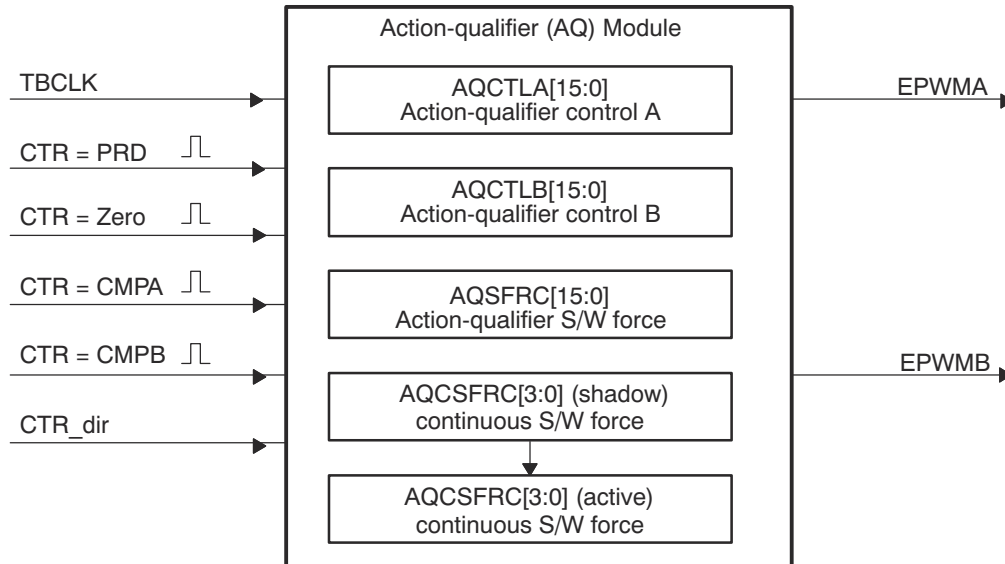 Action-qualifier (AQ) Module
TBCLK
CTR = PRD
CTR = Zero
CTR = CMPA
CTR = CMPB
CTR_dir
AQCTLA[15:0]
Action-qualifier control A
AQCTLB[15:0]
Action-qualifier control B
AQSFRC[15:0]
Action-qualifier S/W force
AQCSFRC[3:0] (shadow)
continuous S/W force
AQCSFRC[3:0] (active)
continuous S/W force
EPWMA
EPWMB